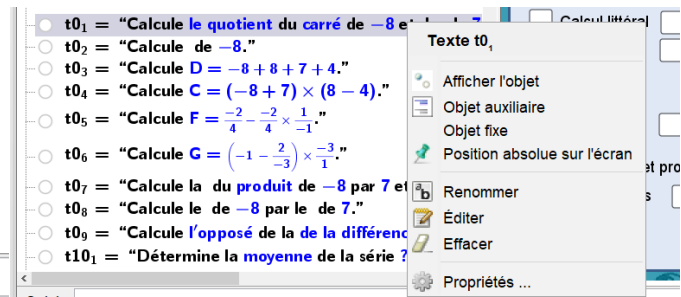 t0₁ = “Calcule le quotient du carré de −8 et
Calcul littéral
t0₂ = “Calcule de −8.”
t0₃ = “Calcule D = −8 + 8 + 7 + 4.”
t0₄ = “Calcule C = (−8 + 7) × (8 − 4).”
t0₅ = “Calcule F = −2/4 − −2/4 × 1/−1.”
t0₆ = “Calcule G = (−1 − 2/−3) × −3/1.”
t0₇ = “Calcule la du produit de −8 par 7 et
t0₈ = “Calcule le de −8 par le de 7.”
t0₉ = “Calcule l'opposé de la de la différenc
t10₁ = “Détermine la moyenne de la série ?
Texte t0₁
Afficher l'objet
Objet auxiliaire
Objet fixe
Position absolue sur l'écran
Renommer
Éditer
Effacer
Propriétés ...
et pro
s